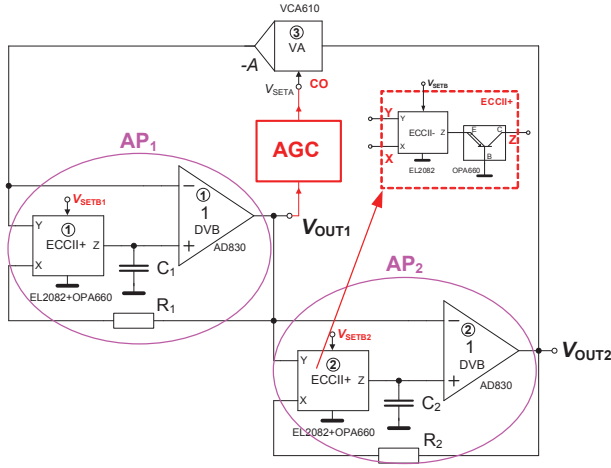 VCA610
3
VA
-A
V_SETA
CO
AGC
V_SETB
ECCII+
Y
X
Y
X
ECCII-
Z
E
C
B
Z
EL2082
OPA660
AP1
V_SETB1
Y
X
1
ECCII+
Z
1
1
DVB
AD830
−
+
C1
EL2082+OPA660
R1
V_OUT1
AP2
V_SETB2
Y
X
2
ECCII+
Z
2
1
DVB
AD830
−
+
C2
EL2082+OPA660
R2
V_OUT2